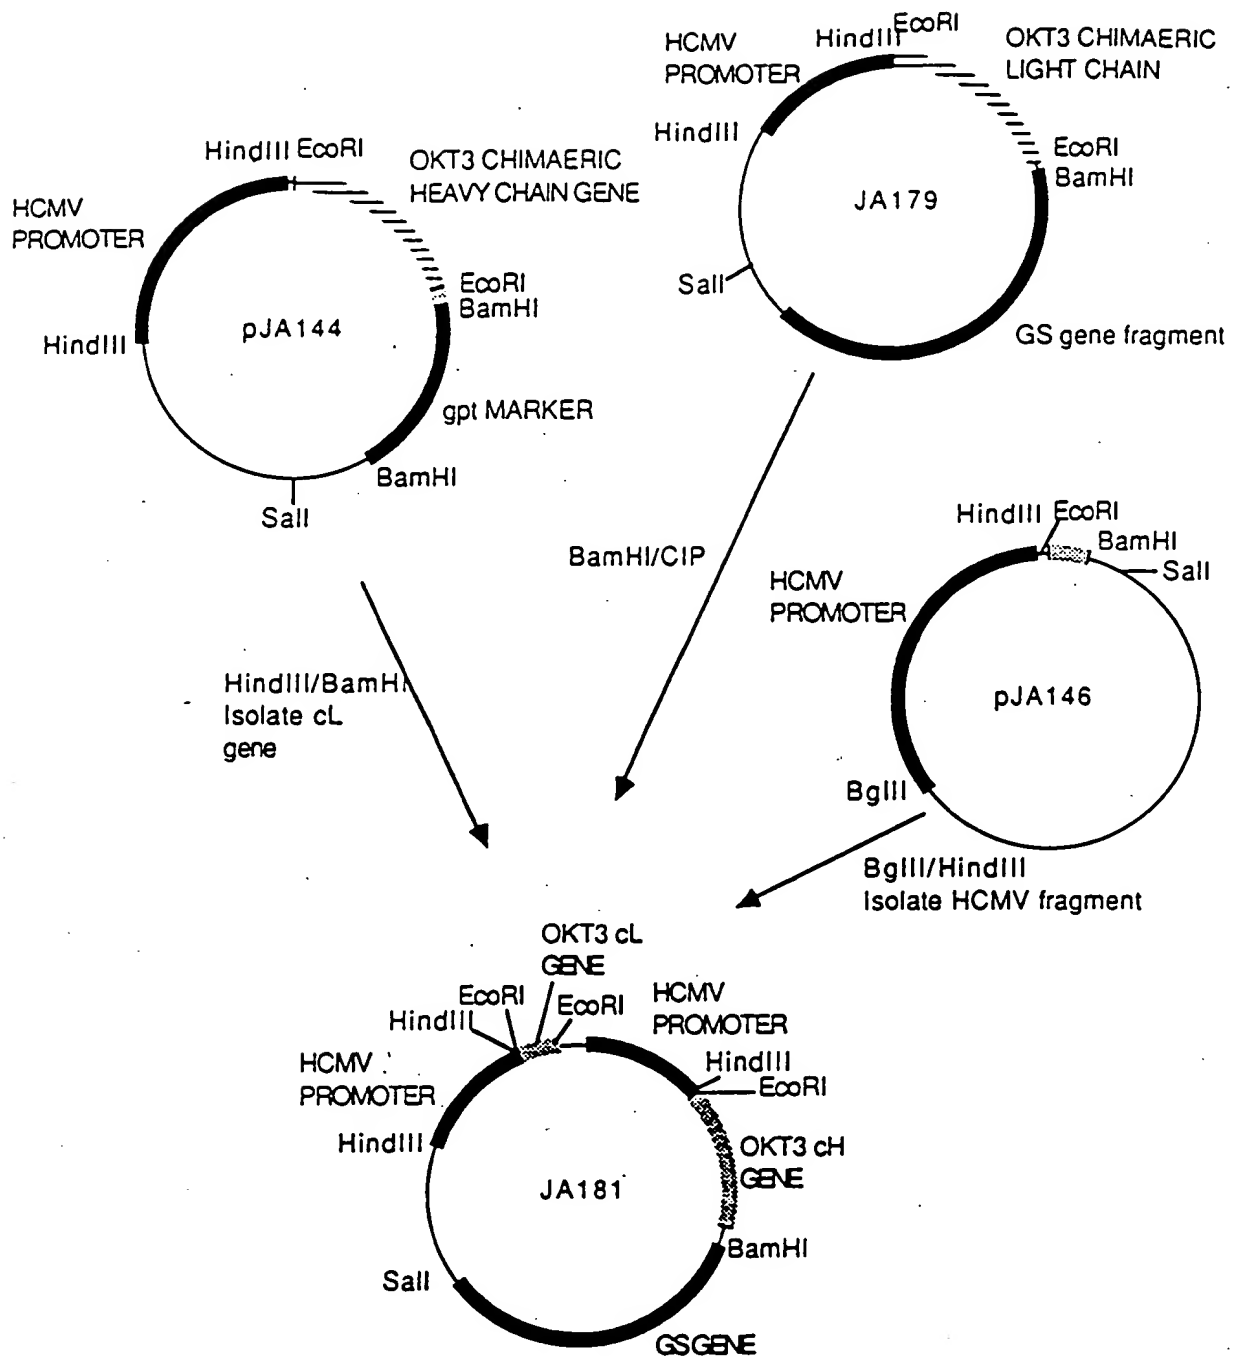 HCMV
PROMOTER
HindIII
EcoRI
OKT3 CHIMAERIC
LIGHT CHAIN
HindIII
EcoRI
BamHI
JA179
SalI
GS gene fragment
HindIII EcoRI
OKT3 CHIMAERIC
HEAVY CHAIN GENE
HCMV
PROMOTER
EcoRI
BamHI
pJA144
HindIII
gpt MARKER
BamHI
SalI
BamHI/CIP
HindIII EcoRI
BamHI
SalI
HCMV
PROMOTER
pJA146
BglII
HindIII/BamHI
Isolate cL
gene
BglII/HindIII
Isolate HCMV fragment
OKT3 cL
GENE
EcoRI
EcoRI
HCMV
PROMOTER
HindIII
HindIII
EcoRI
HCMV
PROMOTER
HindIII
OKT3 cH
GENE
JA181
BamHI
SalI
GS GENE